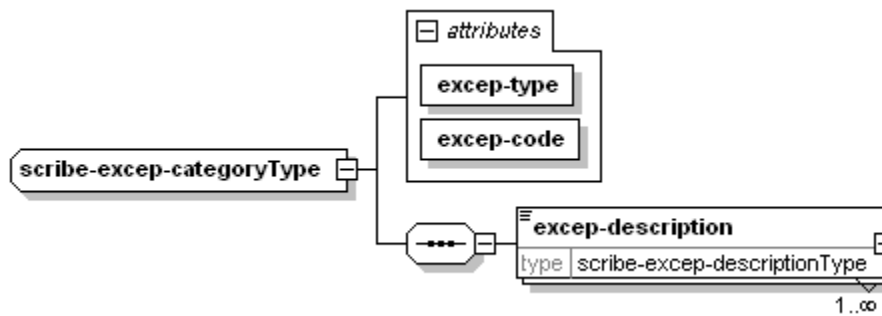 attributes
excep-type
excep-code
scribe-excep-categoryType
excep-description
type scribe-excep-descriptionType
1..∞